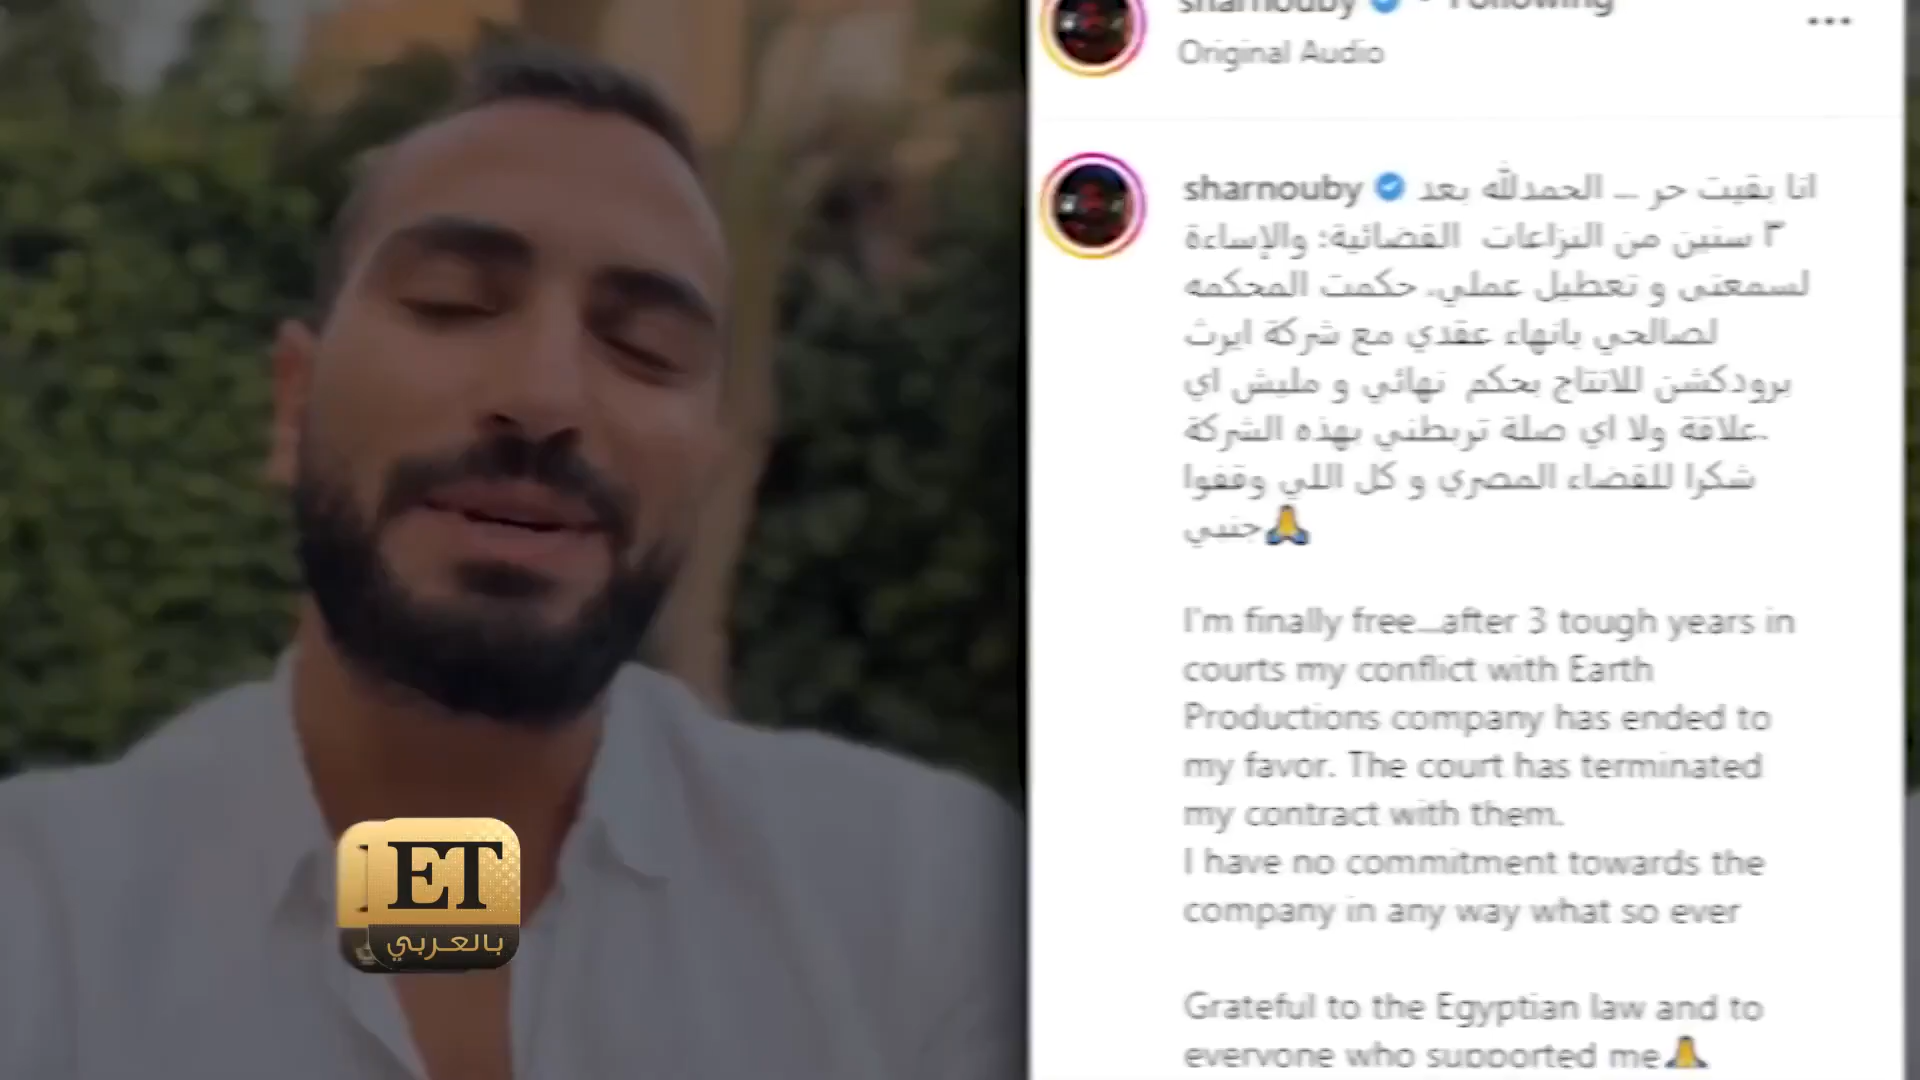 sharnouby • Following
Original Audio
sharnouby انا بقيت حر ... الحمدلله بعد
٣ سنين من النزاعات القضائية؛ والإساءة
لسمعتى و تعطيل عملي، حكمت المحكمه
لصالحي بانهاء عقدي مع شركة ايرث
برودكشن للانتاج بحكم نهائي و مليش اي
علاقة ولا اي صلة تربطني بهذه الشركة.
شكرا للقضاء المصري و كل اللي وقفوا
جنبي🙏
I'm finally free...after 3 tough years in
courts my conflict with Earth
Productions company has ended to
my favor. The court has terminated
my contract with them.
I have no commitment towards the
company in any way what so ever
Grateful to the Egyptian law and to
everyone who supported me🙏
ET
بالعربي